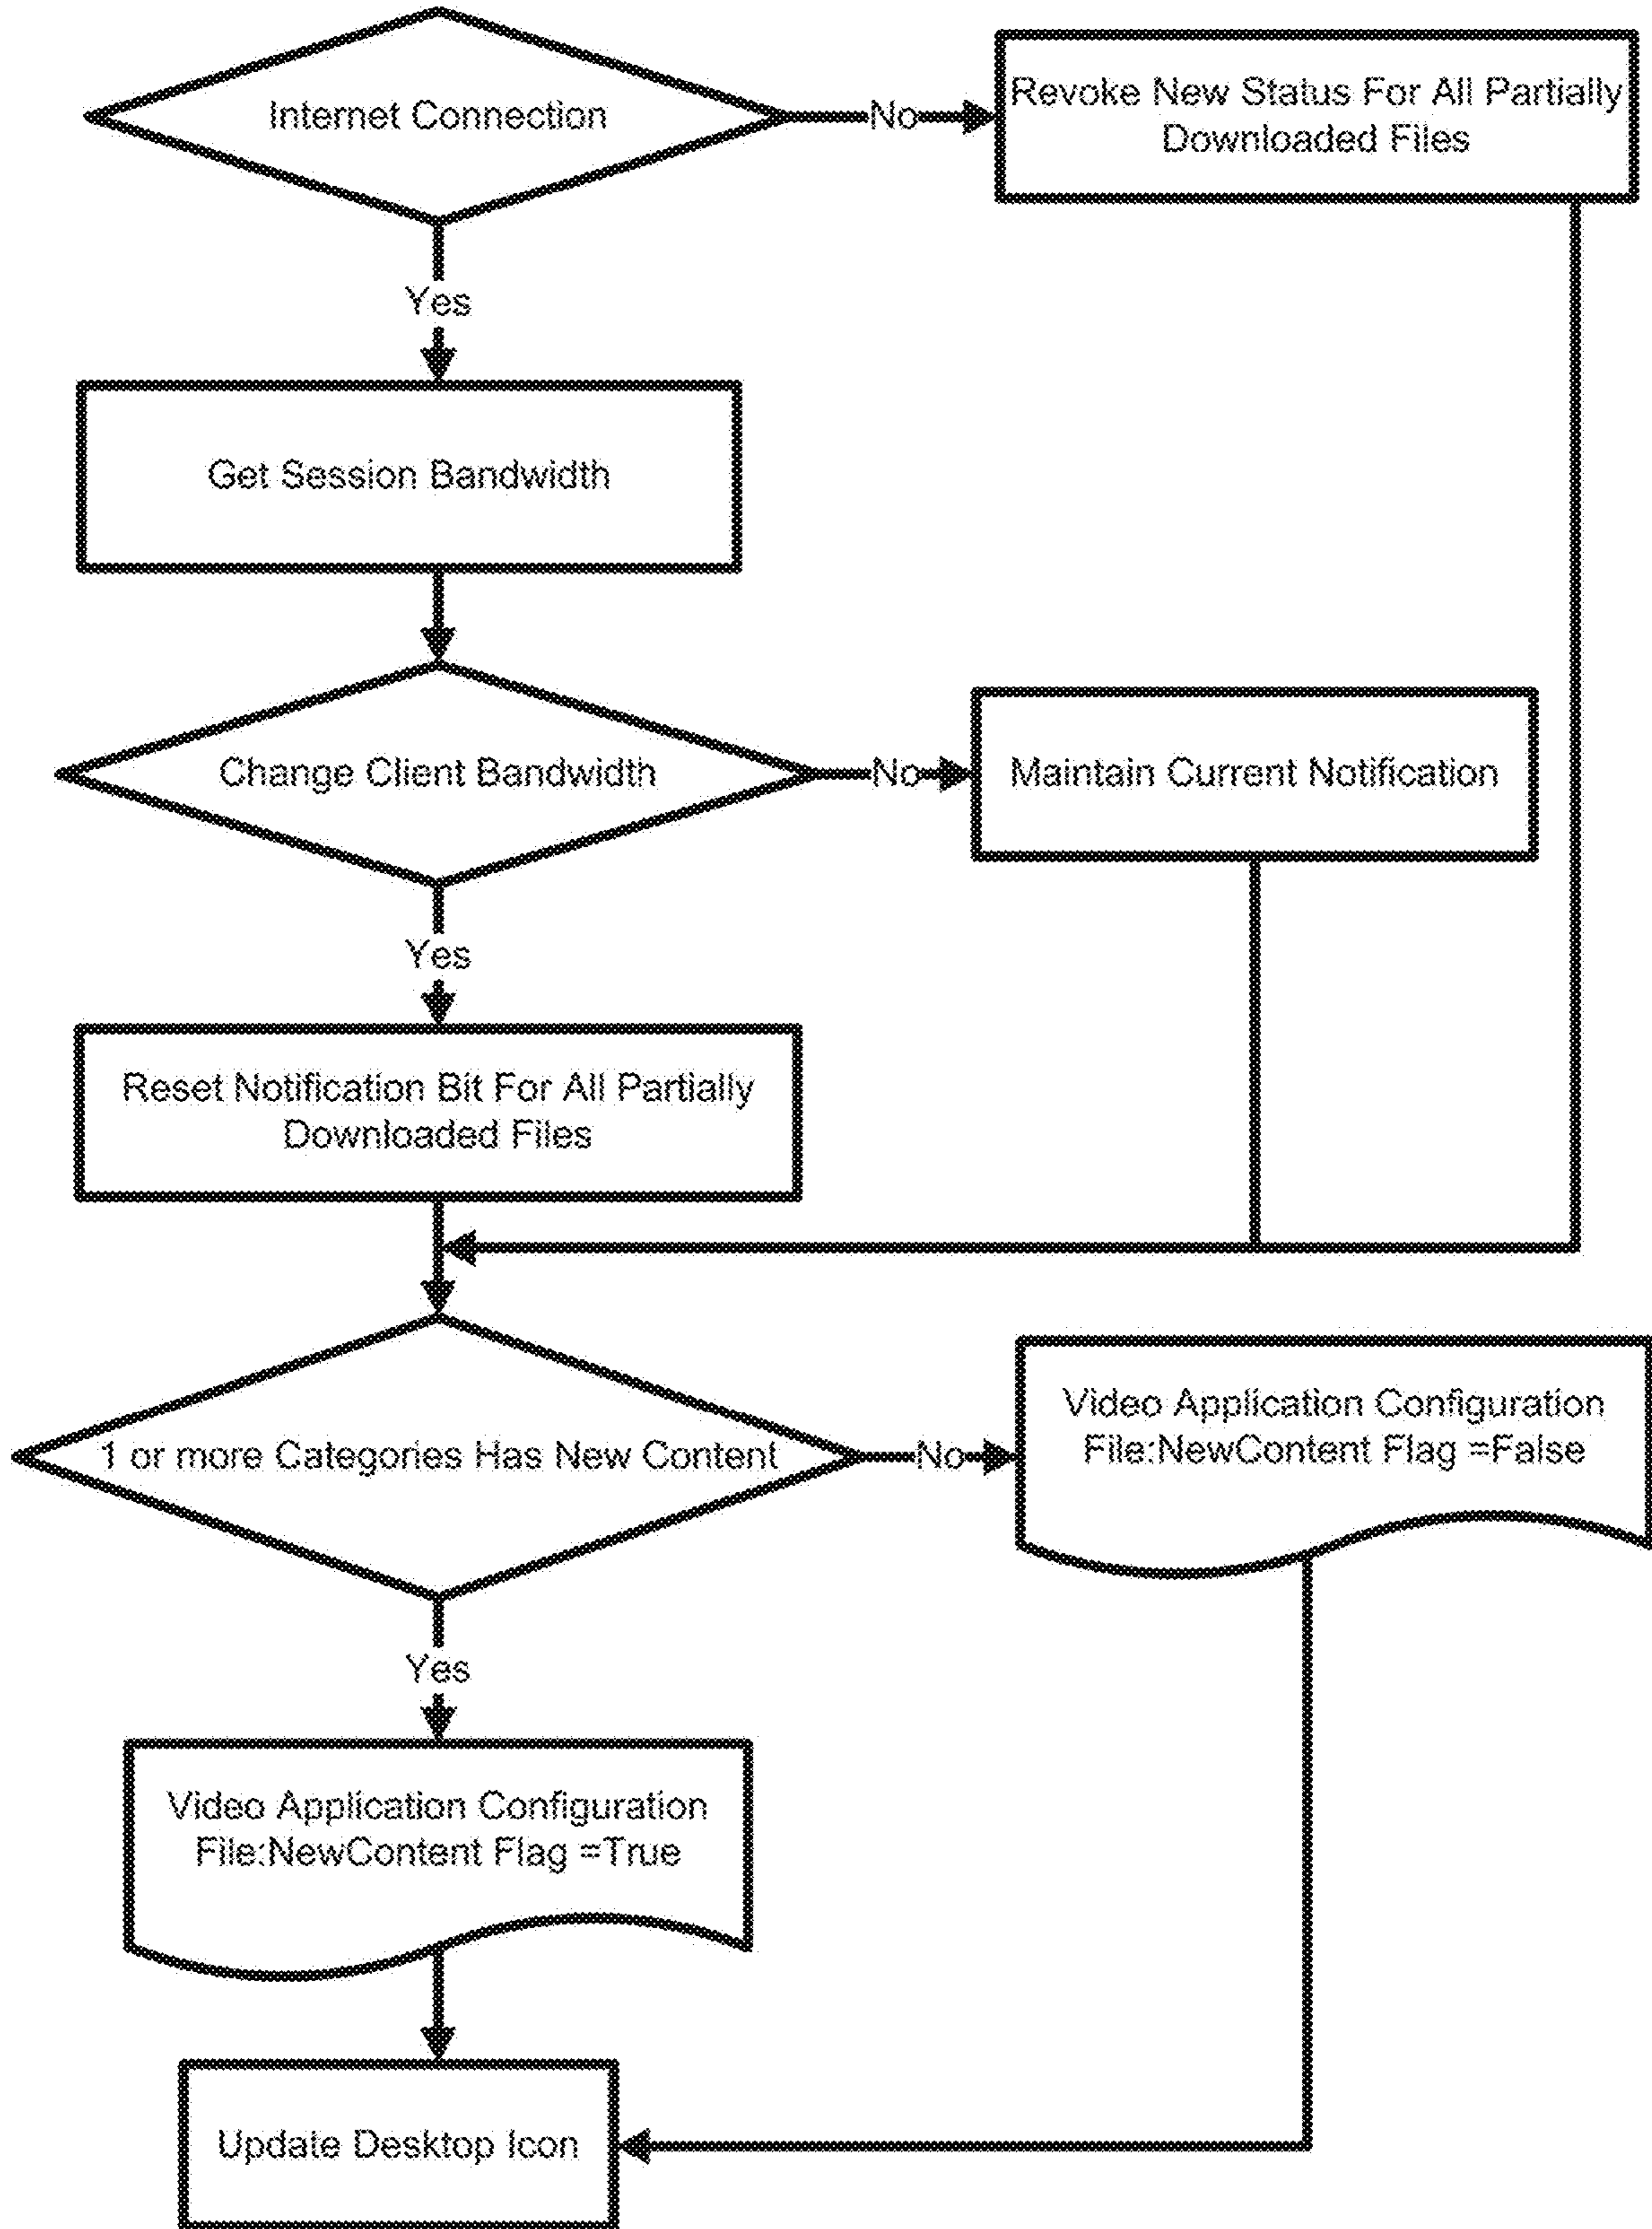 Internet Connection
No
Revoke New Status For All Partially
Downloaded Files
Yes
Get Session Bandwidth
Change Client Bandwidth
No
Maintain Current Notification
Yes
Reset Notification Bit For All Partially
Downloaded Files
1 or more Categories Has New Content
No
Video Application Configuration
File:NewContent Flag =False
Yes
Video Application Configuration
File:NewContent Flag =True
Update Desktop Icon